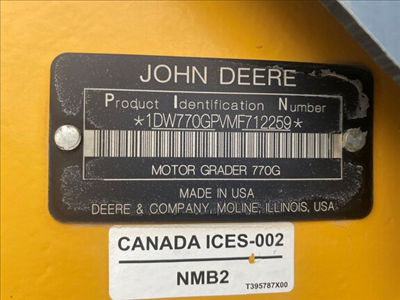 JOHN DEERE
Product Identification Number
*1DW770GPVMF712259*
MOTOR GRADER 770G
MADE IN USA
DEERE & COMPANY, MOLINE, ILLINOIS, USA
CANADA ICES-002
NMB2
T395787X00